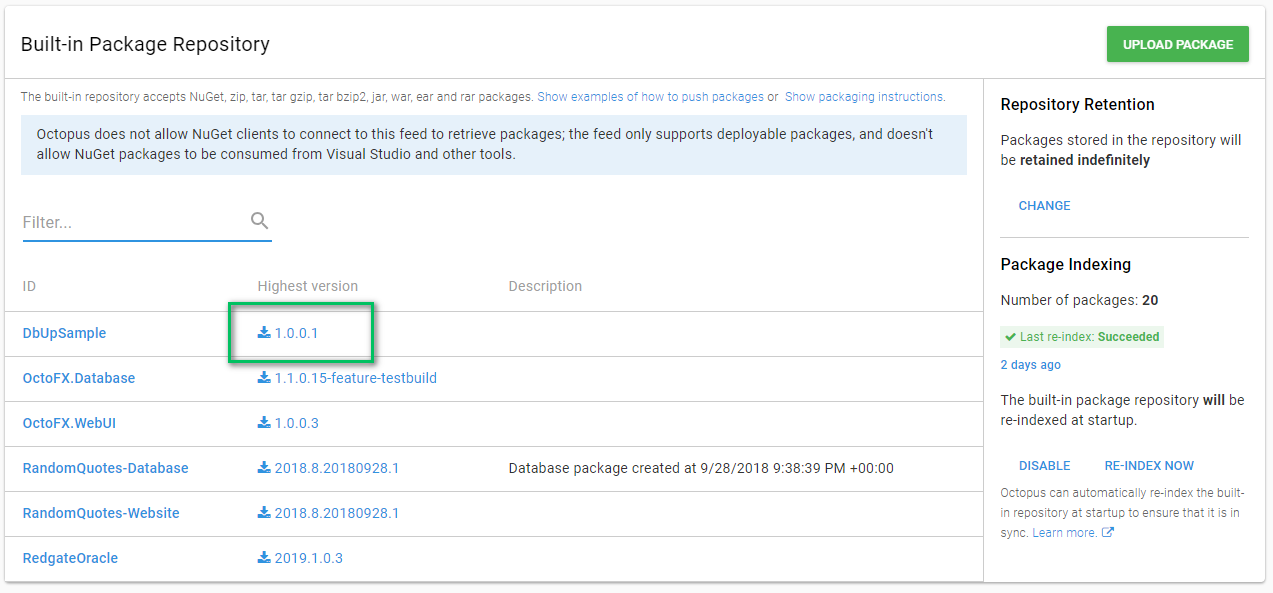 Built-in Package Repository
UPLOAD PACKAGE
The built-in repository accepts NuGet, zip, tar, tar gzip, tar bzip2, jar, war, ear and rar packages. Show examples of how to push packages or Show packaging instructions.
Octopus does not allow NuGet clients to connect to this feed to retrieve packages; the feed only supports deployable packages, and doesn't
allow NuGet packages to be consumed from Visual Studio and other tools.
Filter...
ID Highest version Description
DbUpSample 1.0.0.1
OctoFX.Database 1.1.0.15-feature-testbuild
OctoFX.WebUI 1.0.0.3
RandomQuotes-Database 2018.8.20180928.1 Database package created at 9/28/2018 9:38:39 PM +00:00
RandomQuotes-Website 2018.8.20180928.1
RedgateOracle 2019.1.0.3
Repository Retention
Packages stored in the repository will
be retained indefinitely
CHANGE
Package Indexing
Number of packages: 20
Last re-index: Succeeded
2 days ago
The built-in package repository will be
re-indexed at startup.
DISABLE RE-INDEX NOW
Octopus can automatically re-index the built-
in repository at startup to ensure that it is in
sync. Learn more.